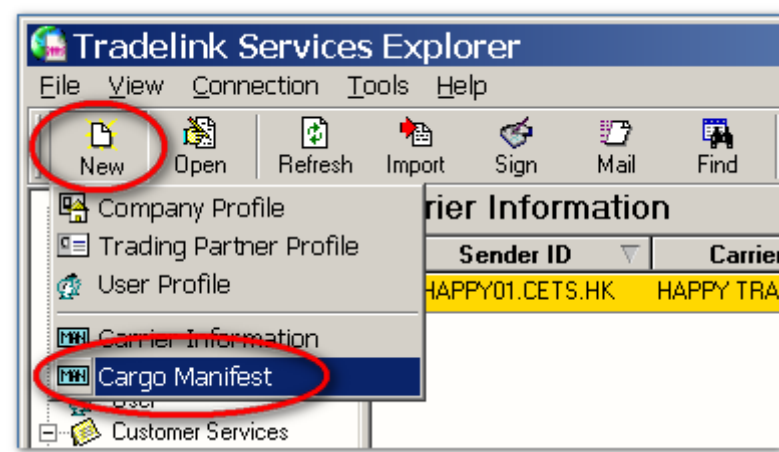 Tradelink Services Explorer
File View Connection Tools Help
New Open Refresh Import Sign Mail Find
Company Profile
Trading Partner Profile
User Profile
Carrier Information
Cargo Manifest
User
Customer Services
rier Information
Sender ID Carrie
HAPPY01.CETS.HK HAPPY TRA